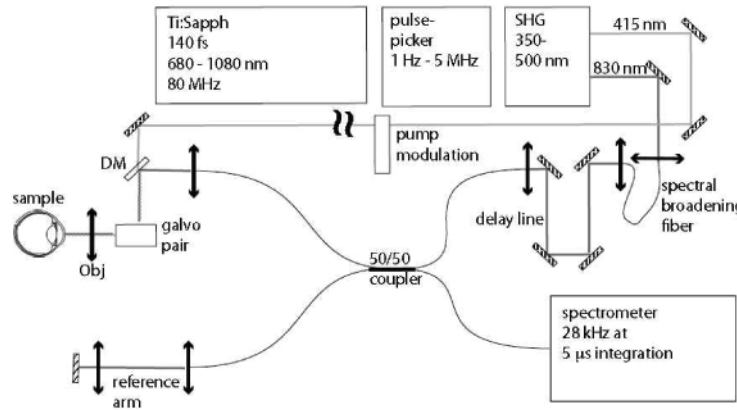 Ti:Sapph
140 fs
680 - 1080 nm
80 MHz
pulse-
picker
1 Hz - 5 MHz
SHG
350-
500 nm
415 nm
830 nm
pump
modulation
DM
sample
galvo
pair
Obj
delay line
spectral
broadening
fiber
50/50
coupler
spectrometer
28 kHz at
5 μs integration
reference
arm